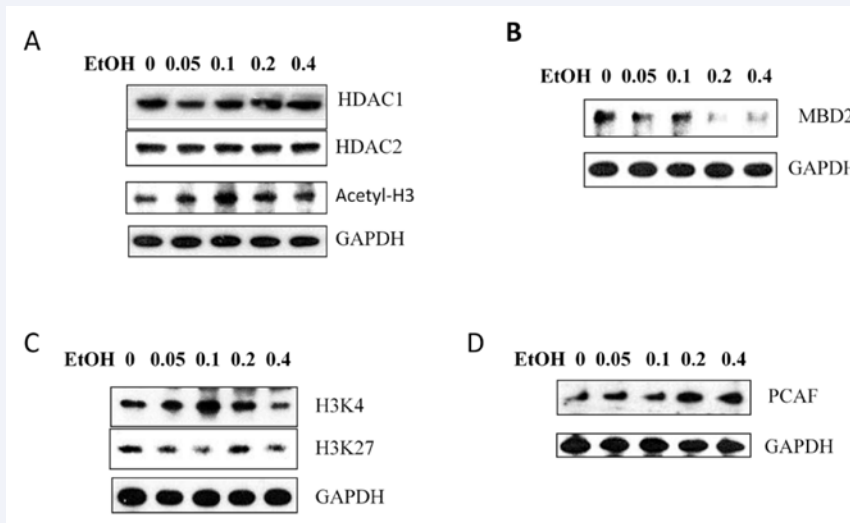 A
EtOH 0 0.05 0.1 0.2 0.4
HDAC1
HDAC2
Acetyl-H3
GAPDH
B
EtOH 0 0.05 0.1 0.2 0.4
MBD2
GAPDH
C
EtOH 0 0.05 0.1 0.2 0.4
H3K4
H3K27
GAPDH
D
EtOH 0 0.05 0.1 0.2 0.4
PCAF
GAPDH